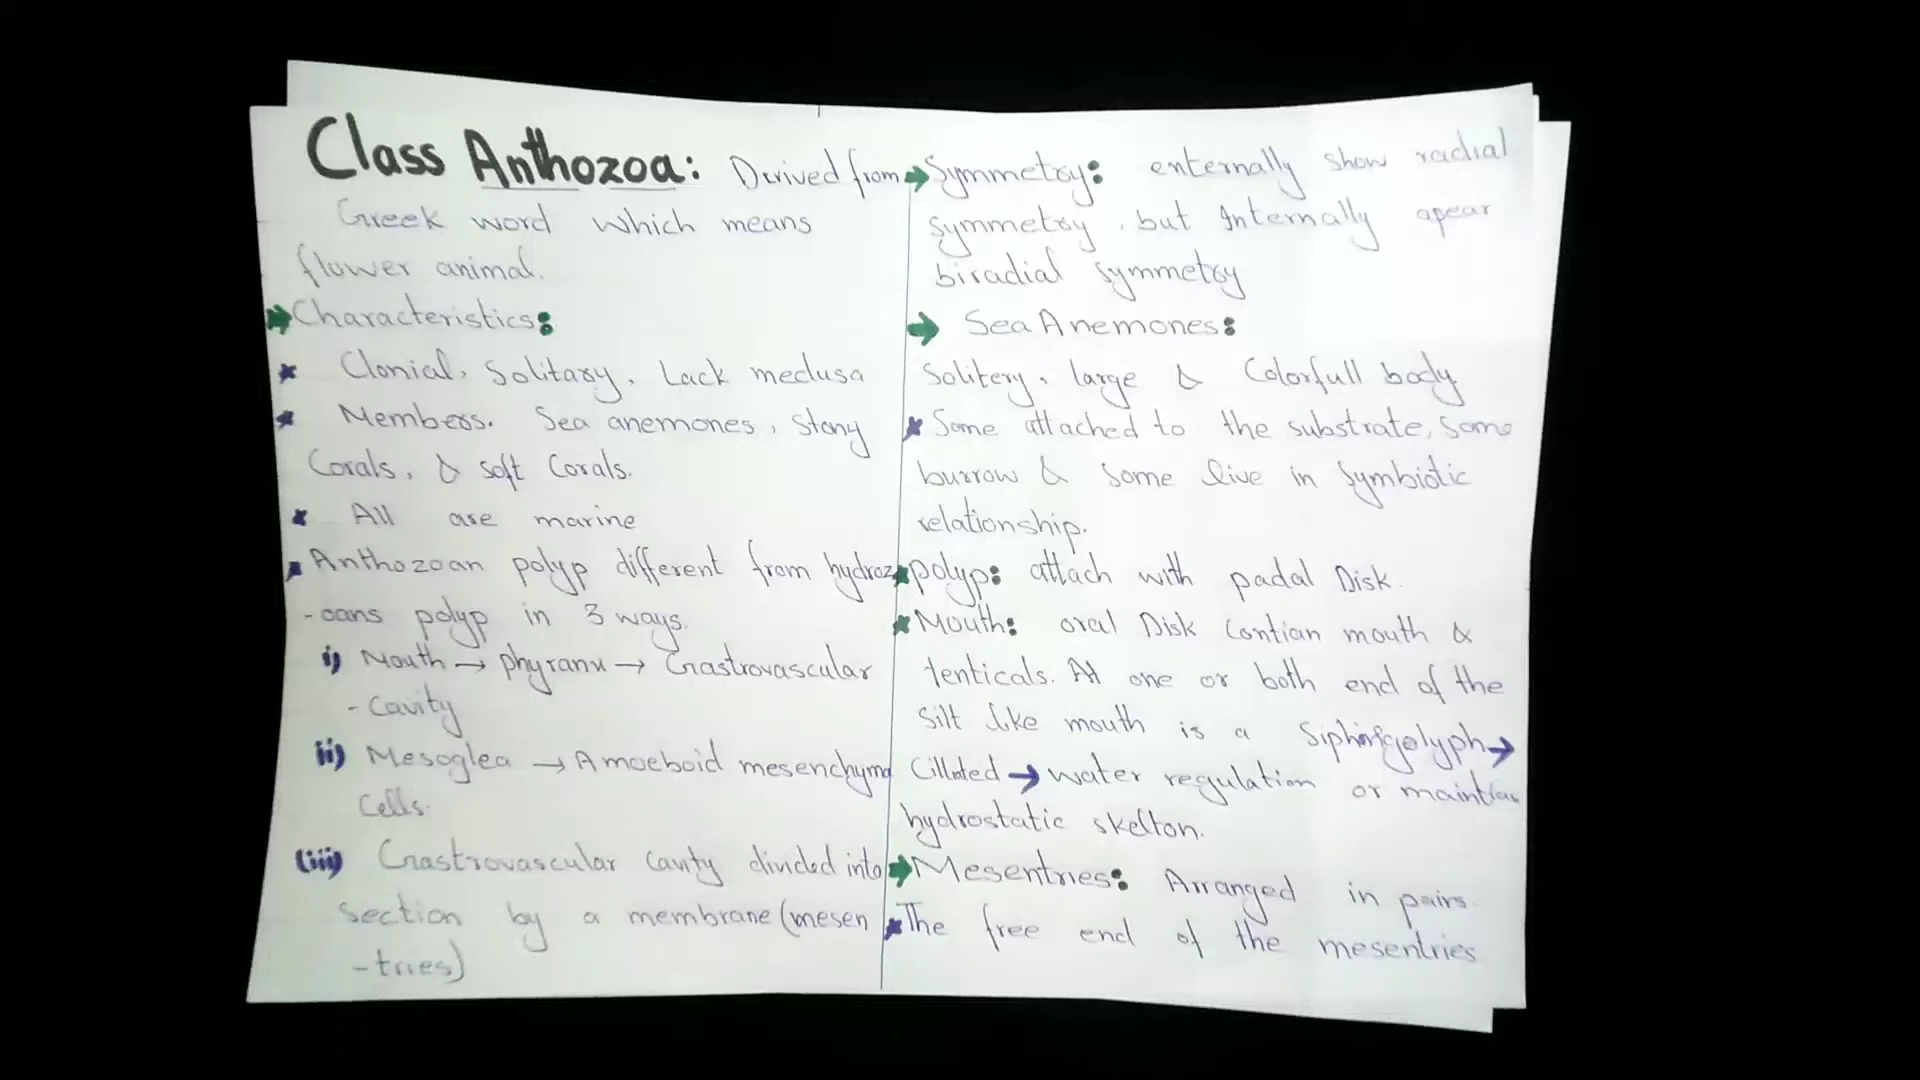 Class Anthozoa: Derived from
Greek word which means
flower animal.
Characteristics:
Clonial, Solitary, Lack medusa
Members. Sea anemones, Stony
Corals, & soft Corals.
All are marine
Anthozoan polyp different from hydroz
-oans polyp in 3 ways.
i) Mouth → phyranx → Gastrovascular
- Cavity
ii) Mesoglea → Amoeboid mesenchyma
Cells.
(iii) Gastrovascular cavity divided into
section by a membrane (mesen
-tries)
Symmetry: enternally show radial
symmetry, but Internally apear
biradial symmetry
Sea Anemones:
Solitery, large & Colorfull body
Some attached to the substrate, some
burrow & some live in Symbiotic
relationship.
polyp: attach with padal Disk.
Mouth: oral Disk Contian mouth &
tenticals. At one or both end of the
Silt like mouth is a →
Cillated → water regulation or maintian
hydrostatic skelton.
Mesentries: Arranged in pairs.
The free end of the mesentries